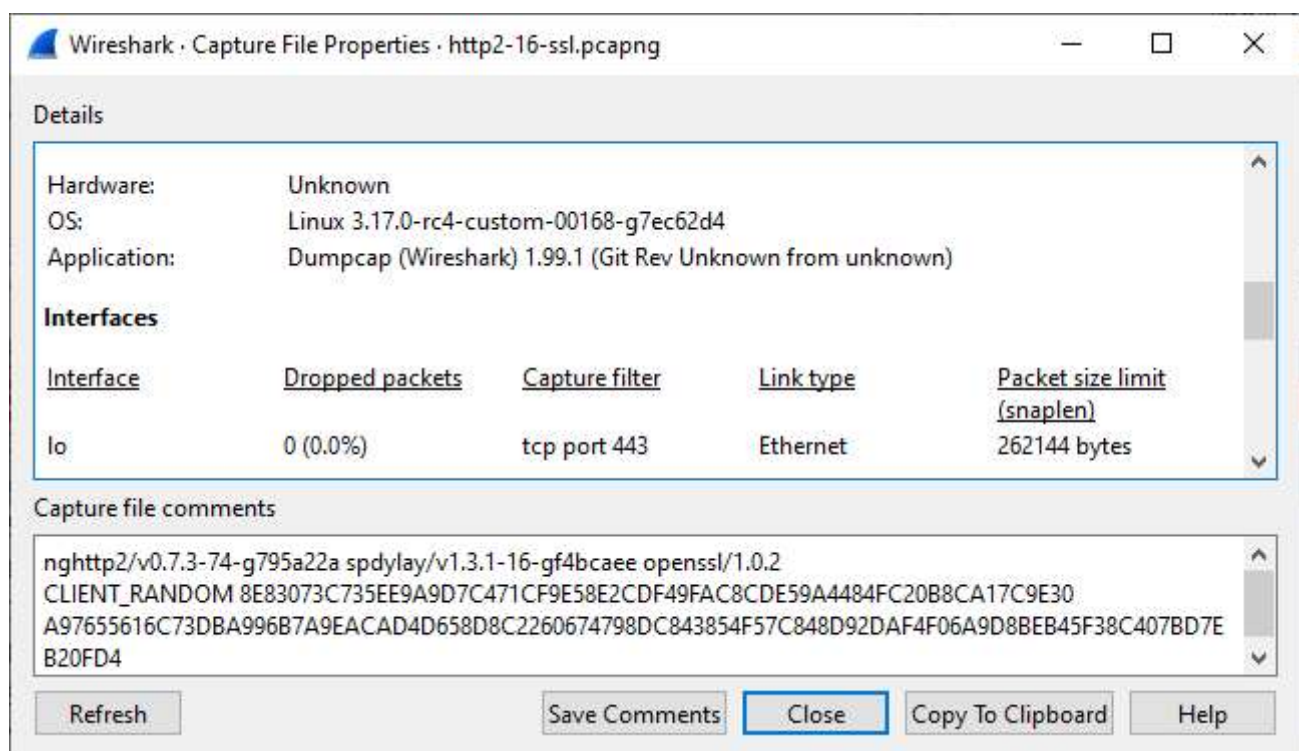 Wireshark · Capture File Properties · http2-16-ssl.pcapng
Details
Hardware: Unknown
OS: Linux 3.17.0-rc4-custom-00168-g7ec62d4
Application: Dumpcap (Wireshark) 1.99.1 (Git Rev Unknown from unknown)
Interfaces
Interface Dropped packets Capture filter Link type Packet size limit
(snaplen)
lo 0 (0.0%) tcp port 443 Ethernet 262144 bytes
Capture file comments
nghttp2/v0.7.3-74-g795a22a spdylay/v1.3.1-16-gf4bcaee openssl/1.0.2
CLIENT_RANDOM 8E83073C735EE9A9D7C471CF9E58E2CDF49FAC8CDE59A4484FC20B8CA17C9E30
A97655616C73DBA996B7A9EACAD4D658D8C2260674798DC843854F57C848D92DAF4F06A9D8BEB45F38C407BD7E
B20FD4
Refresh Save Comments Close Copy To Clipboard Help